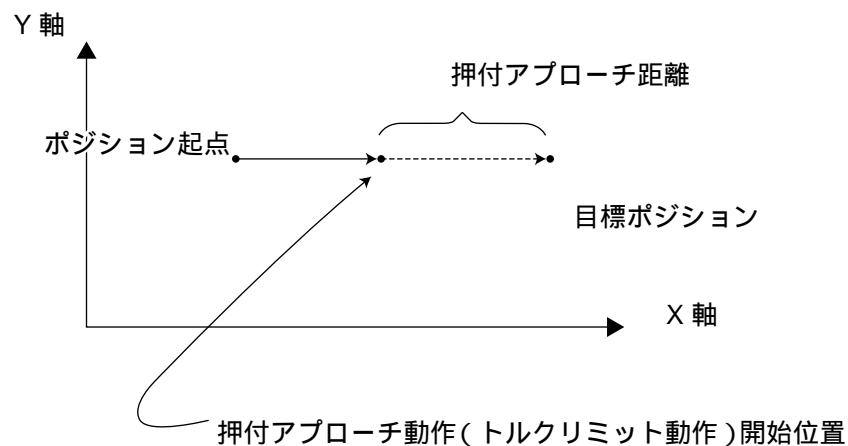 Y 軸
押付アプローチ距離
ポジション起点
目標ポジション
X 軸
押付アプローチ動作(トルクリミット動作)開始位置